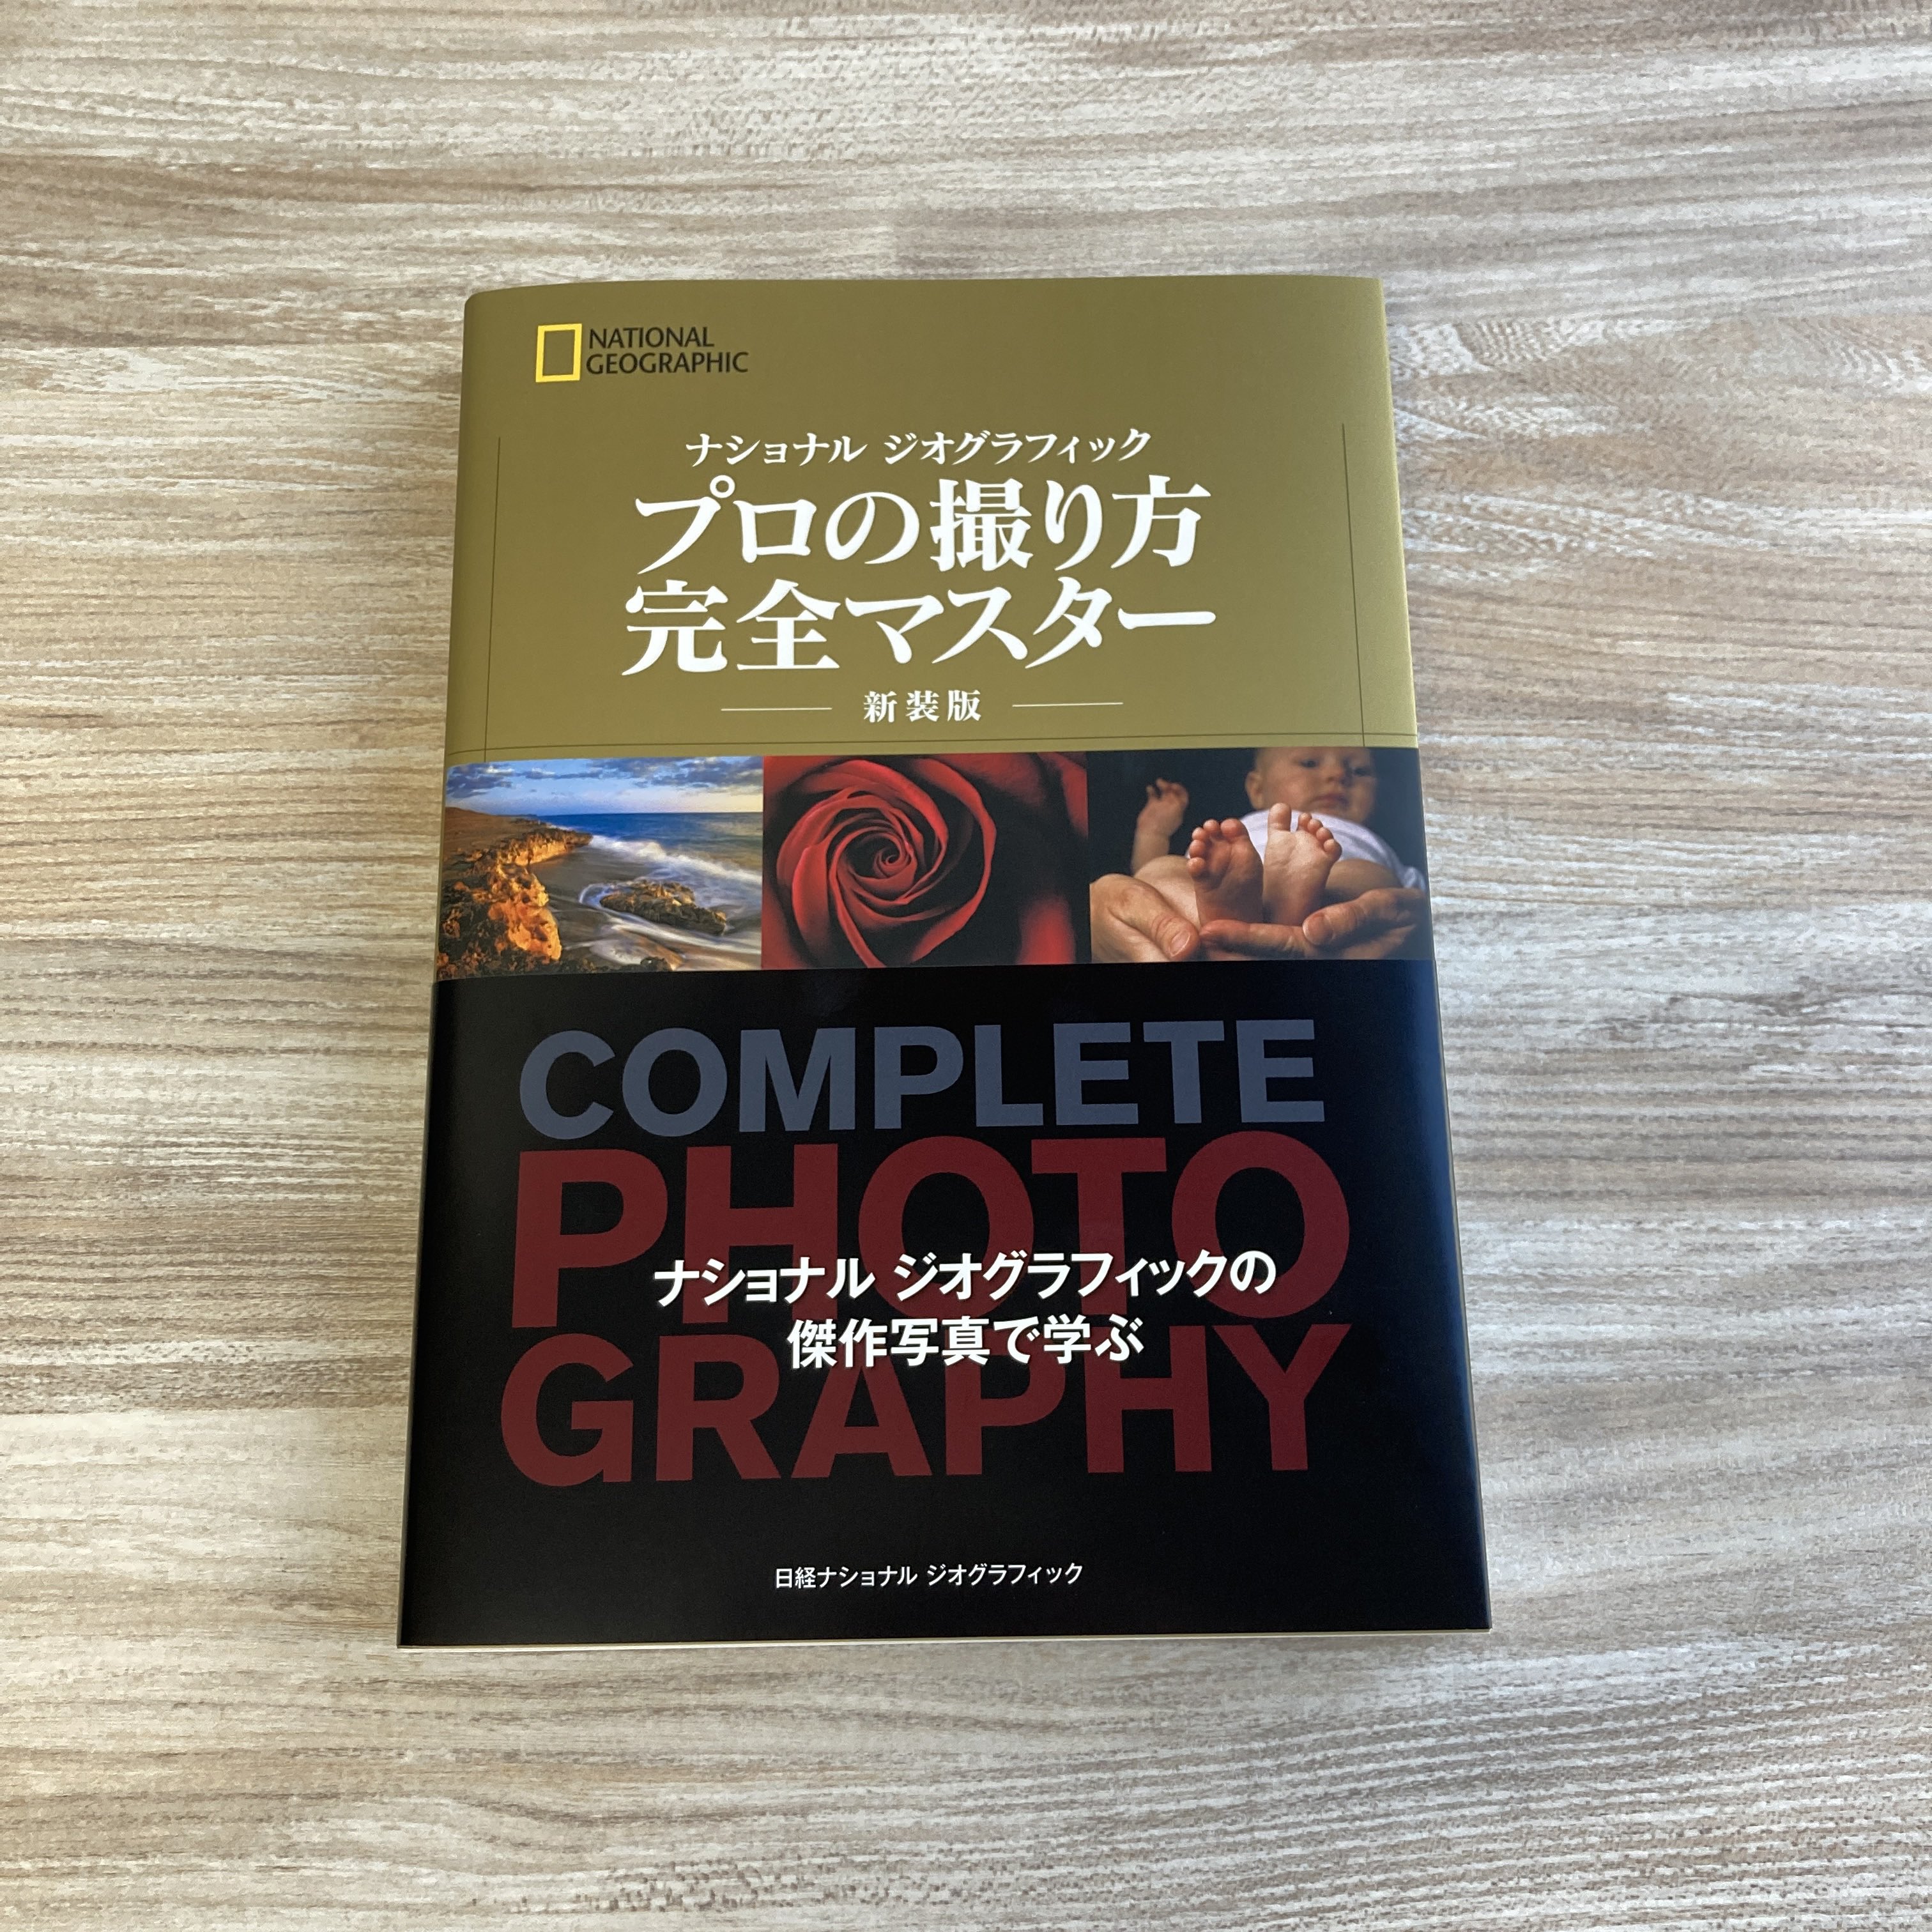 NATIONAL
GEOGRAPHIC
ナショナル ジオグラフィック
プロの撮り方
完全マスター
新装版
COMPLETE
PHOTO
ナショナル ジオグラフィックの
傑作写真で学ぶ
GRAPHY
日経ナショナル ジオグラフィック